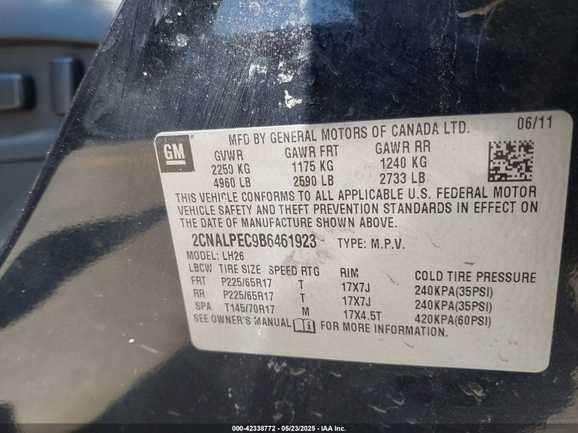 MFD BY GENERAL MOTORS OF CANADA LTD. 06/11
GM
GVWR GAWR FRT GAWR RR
2250 KG 1175 KG 1240 KG
4960 LB 2590 LB 2733 LB
THIS VEHICLE CONFORMS TO ALL APPLICABLE U.S. FEDERAL MOTOR
VEHICLE SAFETY AND THEFT PREVENTION STANDARDS IN EFFECT ON
THE DATE OF MANUFACTURE SHOWN ABOVE.
2CNALPEC9B6461923 TYPE: M.P.V.
MODEL: LH26
LBCW TIRE SIZE SPEED RTG RIM COLD TIRE PRESSURE
FRT P225/65R17 T 17X7J 240KPA(35PSI)
RR P225/65R17 T 17X7J 240KPA(35PSI)
SPA T145/70R17 M 17X4.5T 420KPA(60PSI)
SEE OWNER'S MANUAL FOR MORE INFORMATION.
000-42338772 — 05/23/2025 — IAA Inc.